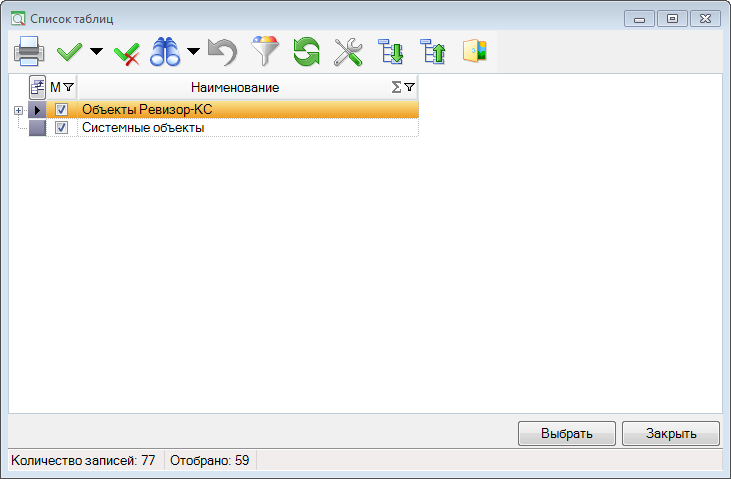 Список таблиц
М Наименование Σ
Объекты Ревизор-КС
Системные объекты
Выбрать Закрыть
Количество записей: 77 Отобрано: 59